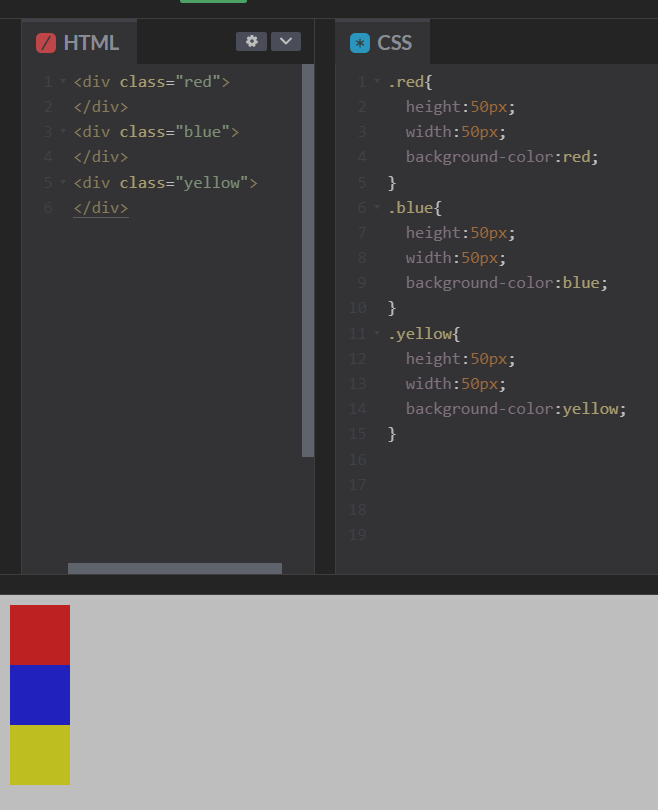 HTML
1 <div class="red">
2 </div>
3 <div class="blue">
4 </div>
5 <div class="yellow">
6 </div>
CSS
1 .red{
2 height:50px;
3 width:50px;
4 background-color:red;
5 }
6 .blue{
7 height:50px;
8 width:50px;
9 background-color:blue;
10 }
11 .yellow{
12 height:50px;
13 width:50px;
14 background-color:yellow;
15 }
16
17
18
19